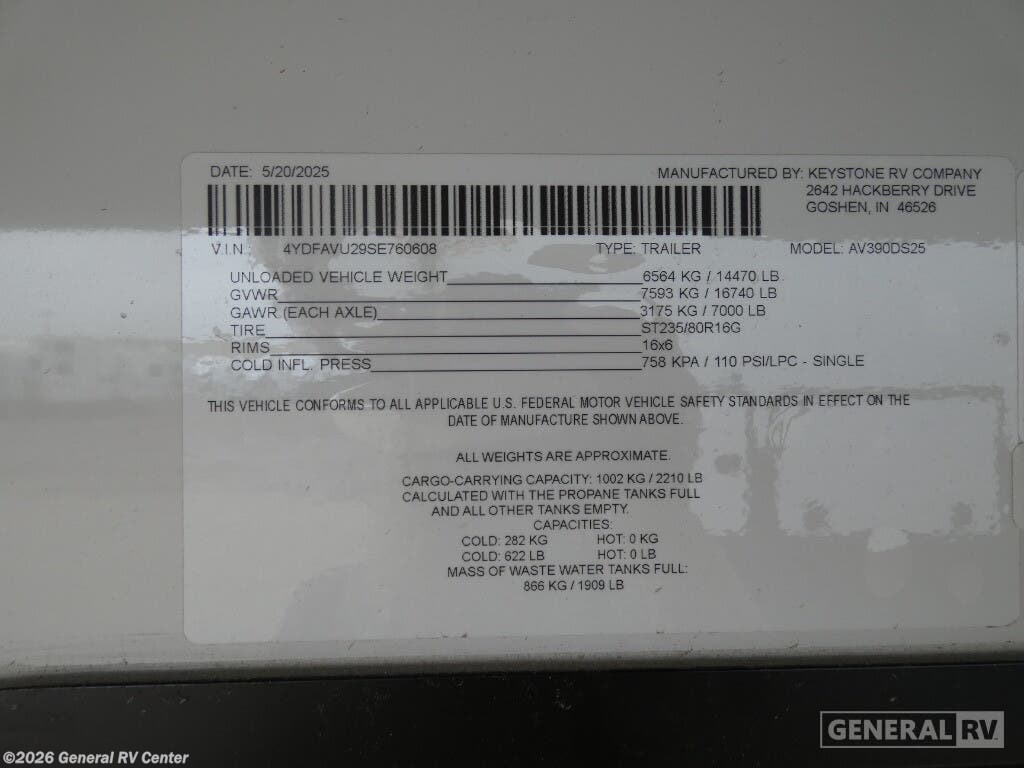 DATE: 5/20/2025
MANUFACTURED BY: KEYSTONE RV COMPANY
2642 HACKBERRY DRIVE
GOSHEN, IN 46526
V.I.N.: 4YDFAVU29SE760608 TYPE: TRAILER MODEL: AV390DS25
UNLOADED VEHICLE WEIGHT 6564 KG / 14470 LB
GVWR 7593 KG / 16740 LB
GAWR (EACH AXLE) 3175 KG / 7000 LB
TIRE ST235/80R16G
RIMS 16x6
COLD INFL. PRESS 758 KPA / 110 PSI/LPC - SINGLE
THIS VEHICLE CONFORMS TO ALL APPLICABLE U.S. FEDERAL MOTOR VEHICLE SAFETY STANDARDS IN EFFECT ON THE
DATE OF MANUFACTURE SHOWN ABOVE.
ALL WEIGHTS ARE APPROXIMATE.
CARGO-CARRYING CAPACITY: 1002 KG / 2210 LB
CALCULATED WITH THE PROPANE TANKS FULL
AND ALL OTHER TANKS EMPTY.
CAPACITIES:
COLD: 282 KG HOT: 0 KG
COLD: 622 LB HOT: 0 LB
MASS OF WASTE WATER TANKS FULL:
866 KG / 1909 LB
GENERAL RV
©2026 General RV Center